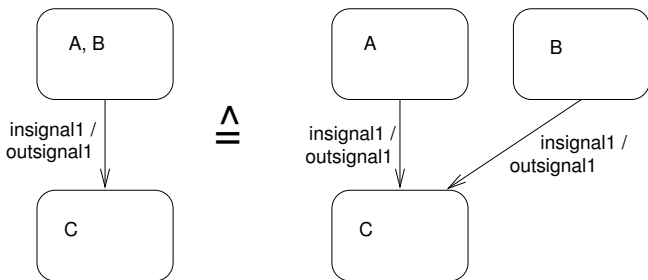 A, B
insignal1 /
outsignal1
C
≙
A
B
insignal1 /
outsignal1
insignal1 /
outsignal1
C